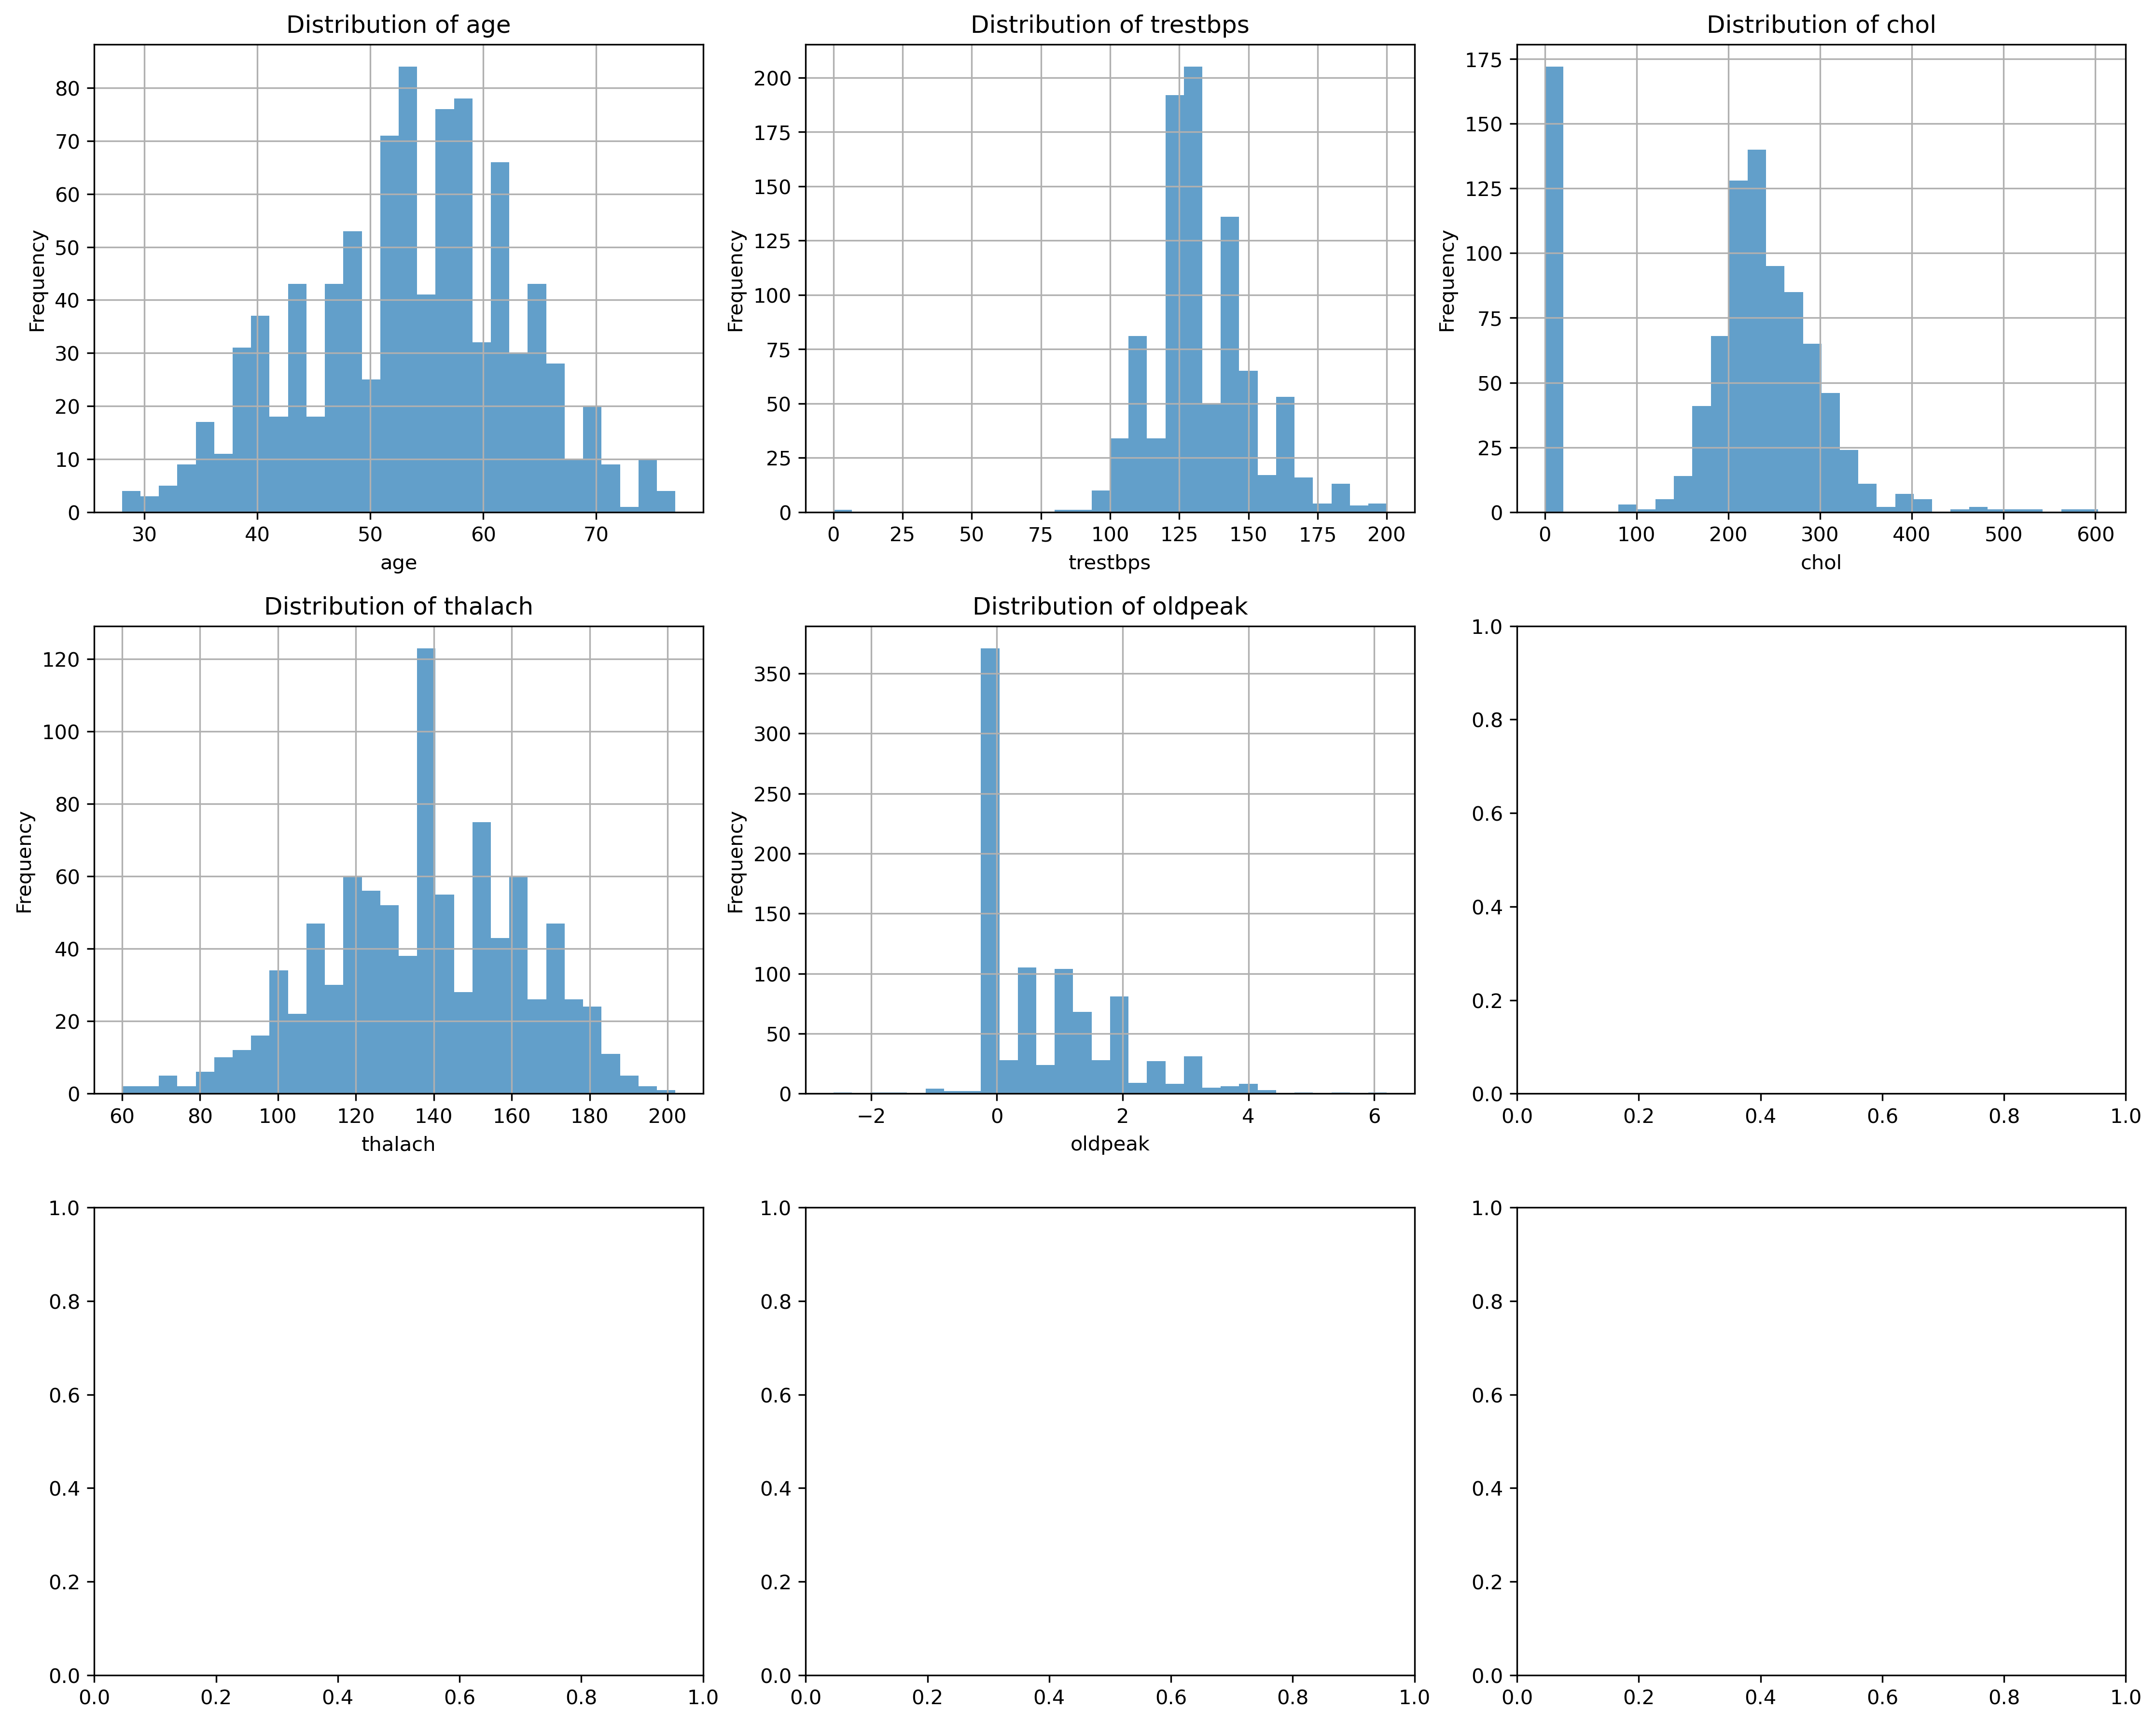 Distribution of age
80
70
60
50
40
30
20
10
0
Frequency
30 40 50 60 70
age
Distribution of trestbps
200
175
150
125
100
75
50
25
0
Frequency
0 25 50 75 100 125 150 175 200
trestbps
Distribution of chol
175
150
125
100
75
50
25
0
Frequency
0 100 200 300 400 500 600
chol
Distribution of thalach
120
100
80
60
40
20
0
Frequency
60 80 100 120 140 160 180 200
thalach
Distribution of oldpeak
350
300
250
200
150
100
50
0
Frequency
−2 0 2 4 6
oldpeak
1.0
0.8
0.6
0.4
0.2
0.0
0.0 0.2 0.4 0.6 0.8 1.0
1.0
0.8
0.6
0.4
0.2
0.0
0.0 0.2 0.4 0.6 0.8 1.0
1.0
0.8
0.6
0.4
0.2
0.0
0.0 0.2 0.4 0.6 0.8 1.0
1.0
0.8
0.6
0.4
0.2
0.0
0.0 0.2 0.4 0.6 0.8 1.0